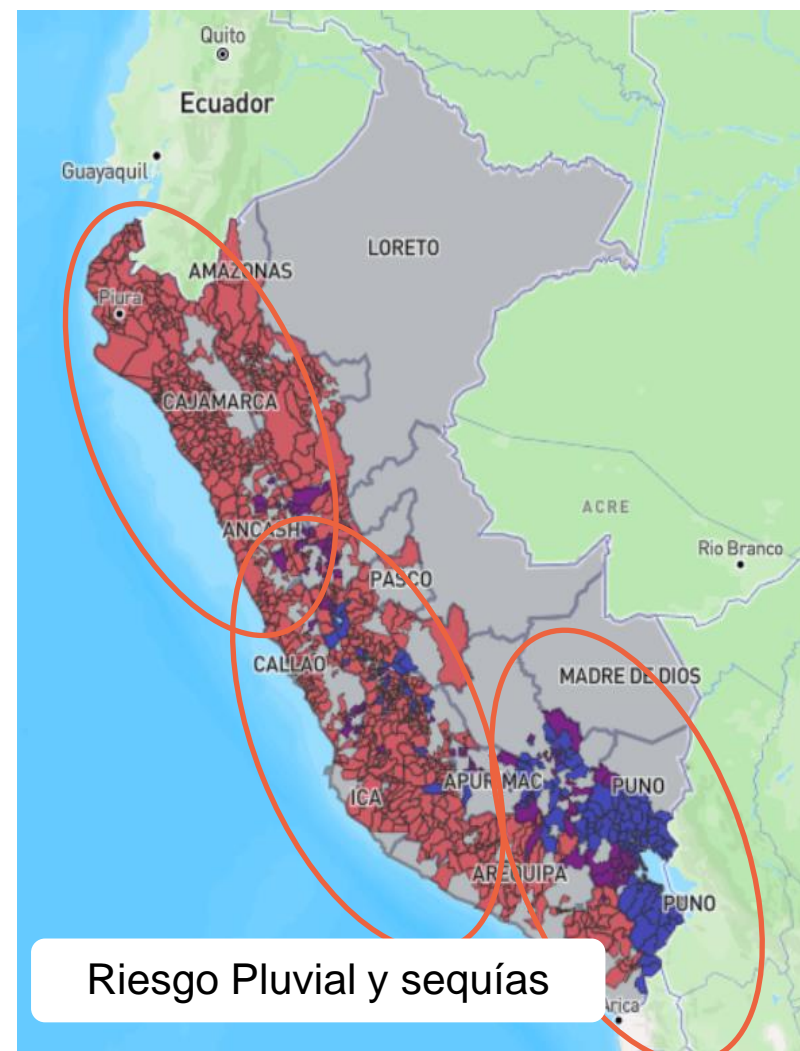 Quito
Ecuador
Guayaquil
LORETO
AMAZONAS
Piura
CAJAMARCA
ACRE
ANCASH
Rio Branco
PASCO
CALLAO
MADRE DE DIOS
APURIMAC
PUNO
ICA
AREQUIPA
PUNO
Riesgo Pluvial y sequías
Arica